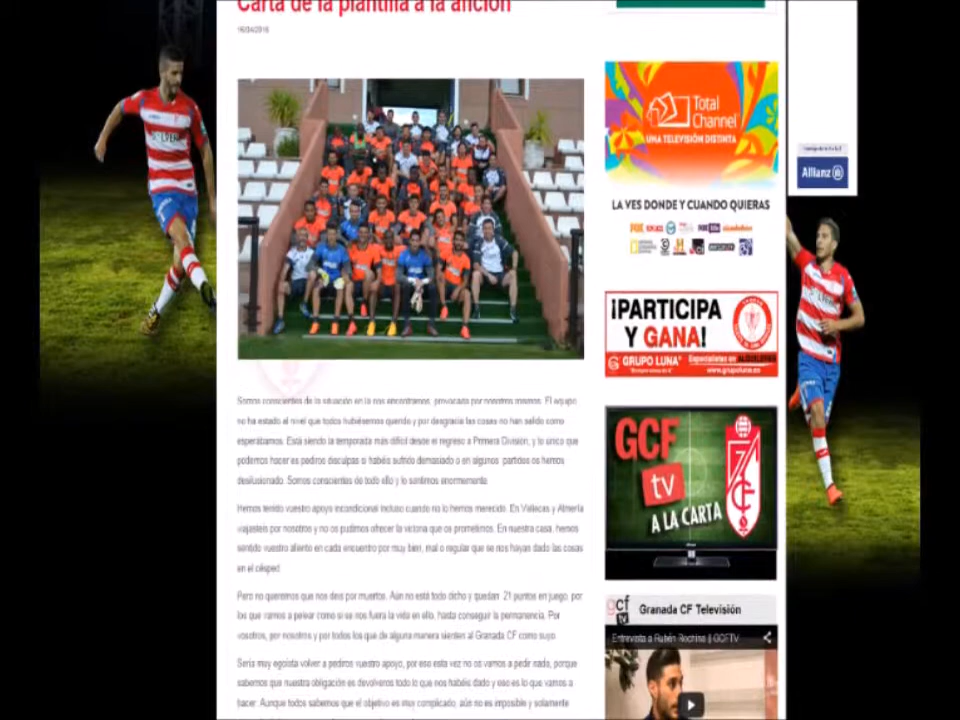 Carta de la plantilla a la afición
Somos conscientes de la situación en la nos encontramos, provocada por nosotros mismos. El equipo
no ha estado al nivel que todos hubiésemos querido y por desgracia las cosas no han salido como
esperábamos. Está siendo la temporada más difícil desde el regreso a Primera División, y lo único que
podemos hacer es pediros disculpas si habéis sufrido demasiado o en algunos partidos os hemos
desilusionado. Somos conscientes de todo ello y lo sentimos enormemente.
Hemos tenido vuestro apoyo incondicional incluso cuando no lo hemos merecido. En Vallecas y Almería
viajasteis por nosotros y no os pudimos ofrecer la victoria que os prometimos. En nuestra casa, hemos
sentido vuestro aliento en cada encuentro por muy bien, mal o regular que se nos hayan dado las cosas
en el césped.
Pero no queremos que nos deis por muertos. Aún no está todo dicho y quedan 21 puntos en juego, por
los que vamos a pelear como si se nos fuera la vida en ello, hasta conseguir la permanencia. Por
vosotros, por nosotros y por todos los que de alguna manera sienten al Granada CF como suyo.
Sería muy egoísta volver a pediros vuestro apoyo, por eso esta vez no os vamos a pedir nada, porque
sabemos que nuestra obligación es devolveros todo lo que nos habéis dado y eso es lo que vamos a
hacer. Aunque todos sabemos que el objetivo es muy complicado, aún no es imposible y solamente
Total
Channel
UNA TELEVISIÓN DISTINTA
LA VES DONDE Y CUANDO QUIERAS
¡PARTICIPA
Y GANA!
GRUPO LUNA
Especialistas en ALQUILERES
www.grupoluna.es
GCF
tv
A LA CARTA
gcf
tv
Granada CF Televisión
Entrevista a Rubén Rochina || GCFTV
Allianz